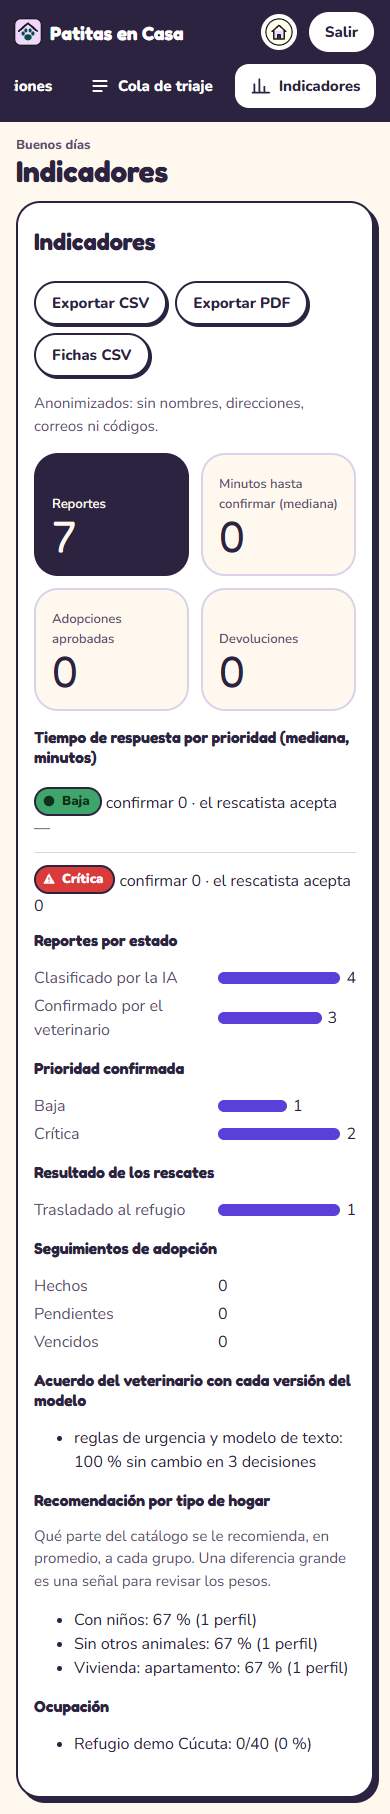 Patitas en Casa
Salir
iones
Cola de triaje
Indicadores
Buenos días
Indicadores
Indicadores
Exportar CSV
Exportar PDF
Fichas CSV
Anonimizados: sin nombres, direcciones,
correos ni códigos.
Reportes
7
Minutos hasta
confirmar (mediana)
0
Adopciones
aprobadas
0
Devoluciones
0
Tiempo de respuesta por prioridad (mediana,
minutos)
Baja confirmar 0 · el rescatista acepta
—
Crítica confirmar 0 · el rescatista acepta
0
Reportes por estado
Clasificado por la IA 4
Confirmado por el
veterinario 3
Prioridad confirmada
Baja 1
Crítica 2
Resultado de los rescates
Trasladado al refugio 1
Seguimientos de adopción
Hechos 0
Pendientes 0
Vencidos 0
Acuerdo del veterinario con cada versión del
modelo
• reglas de urgencia y modelo de texto:
100 % sin cambio en 3 decisiones
Recomendación por tipo de hogar
Qué parte del catálogo se le recomienda, en
promedio, a cada grupo. Una diferencia grande
es una señal para revisar los pesos.
• Con niños: 67 % (1 perfil)
• Sin otros animales: 67 % (1 perfil)
• Vivienda: apartamento: 67 % (1 perfil)
Ocupación
• Refugio demo Cúcuta: 0/40 (0 %)